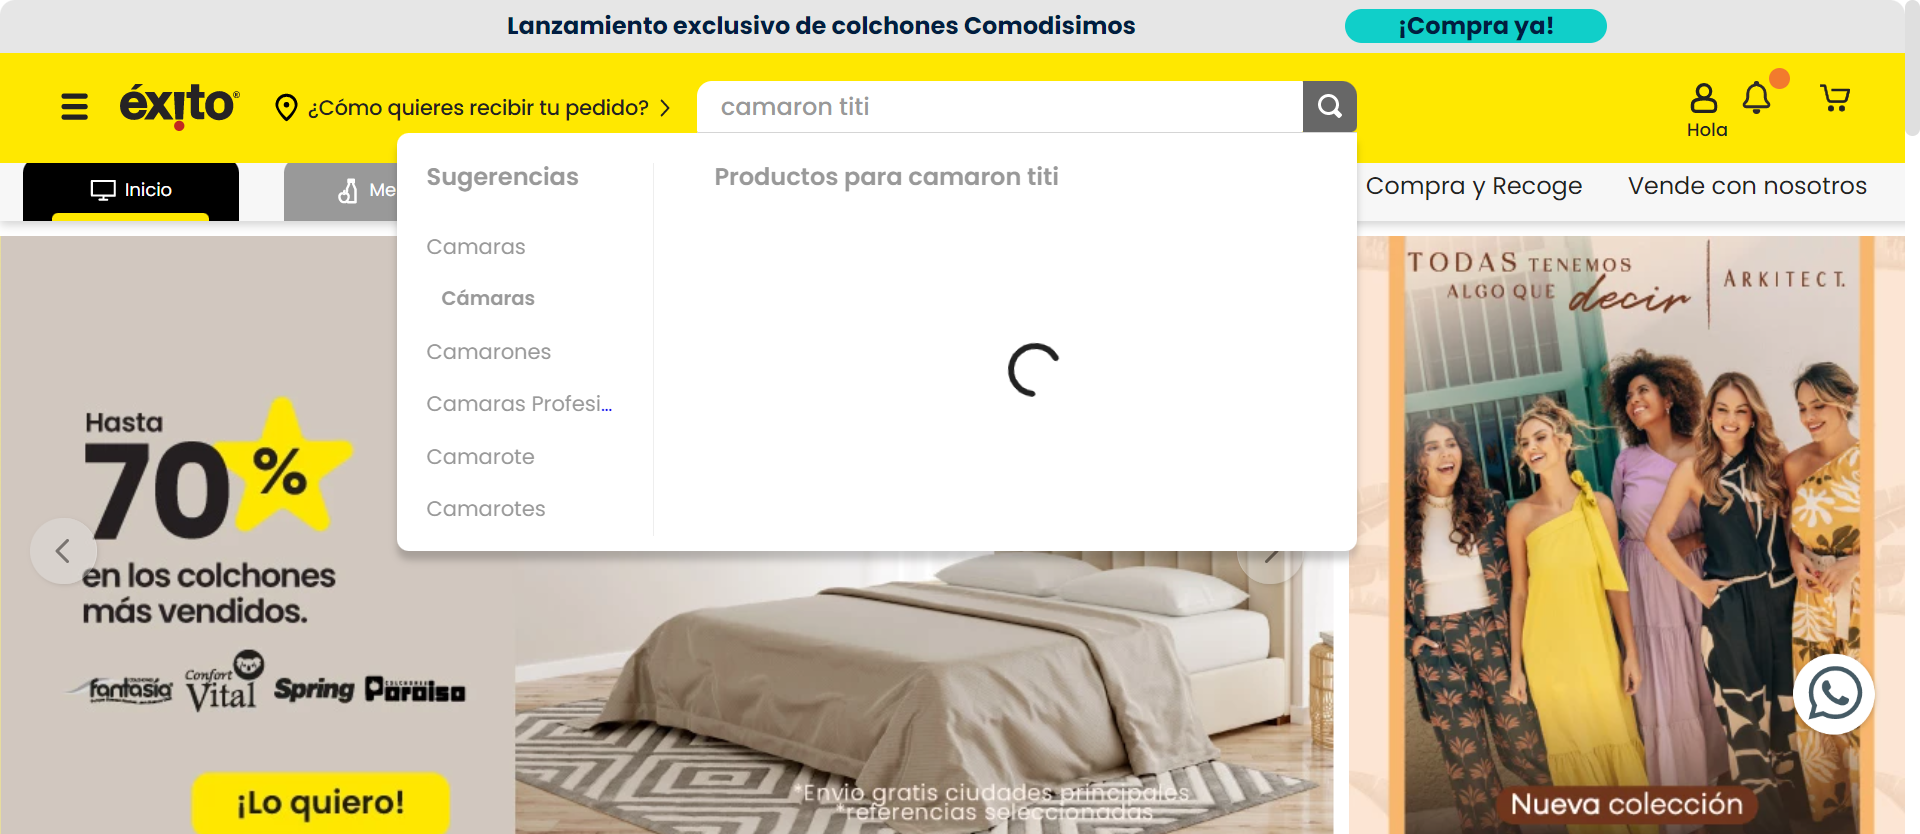 Lanzamiento exclusivo de colchones Comodisimos
¡Compra ya!
éxito
¿Cómo quieres recibir tu pedido?
camaron titi
Hola
Inicio
Me
Compra y Recoge
Vende con nosotros
Sugerencias
Camaras
Cámaras
Camarones
Camaras Profesi...
Camarote
Camarotes
Productos para camaron titi
Hasta
70%
en los colchones
más vendidos.
fantasía
Confort Vital
Spring
COLCHONES Paraiso
¡Lo quiero!
*Envio gratis ciudades principales
*referencias seleccionadas
TODAS TENEMOS
ALGO QUE decir
ARKITECT.
Nueva colección